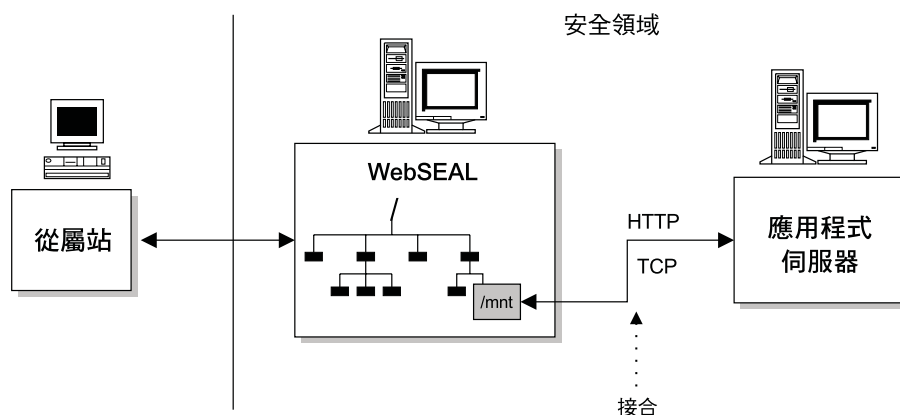 安全領域
WebSEAL
從屬站
HTTP
TCP
應用程式
伺服器
/mnt
接合